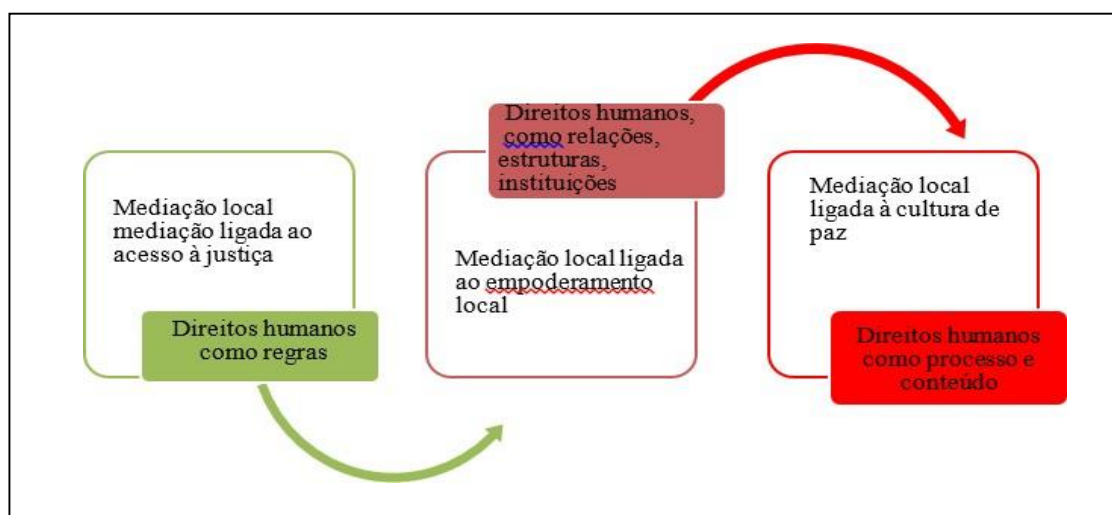 Mediação local
mediação ligada ao
acesso à justiça
Direitos humanos
como regras
Direitos humanos,
como relações,
estruturas,
instituições
Mediação local ligada
ao empoderamento
local
Mediação local
ligada à cultura de
paz
Direitos humanos
como processo e
conteúdo